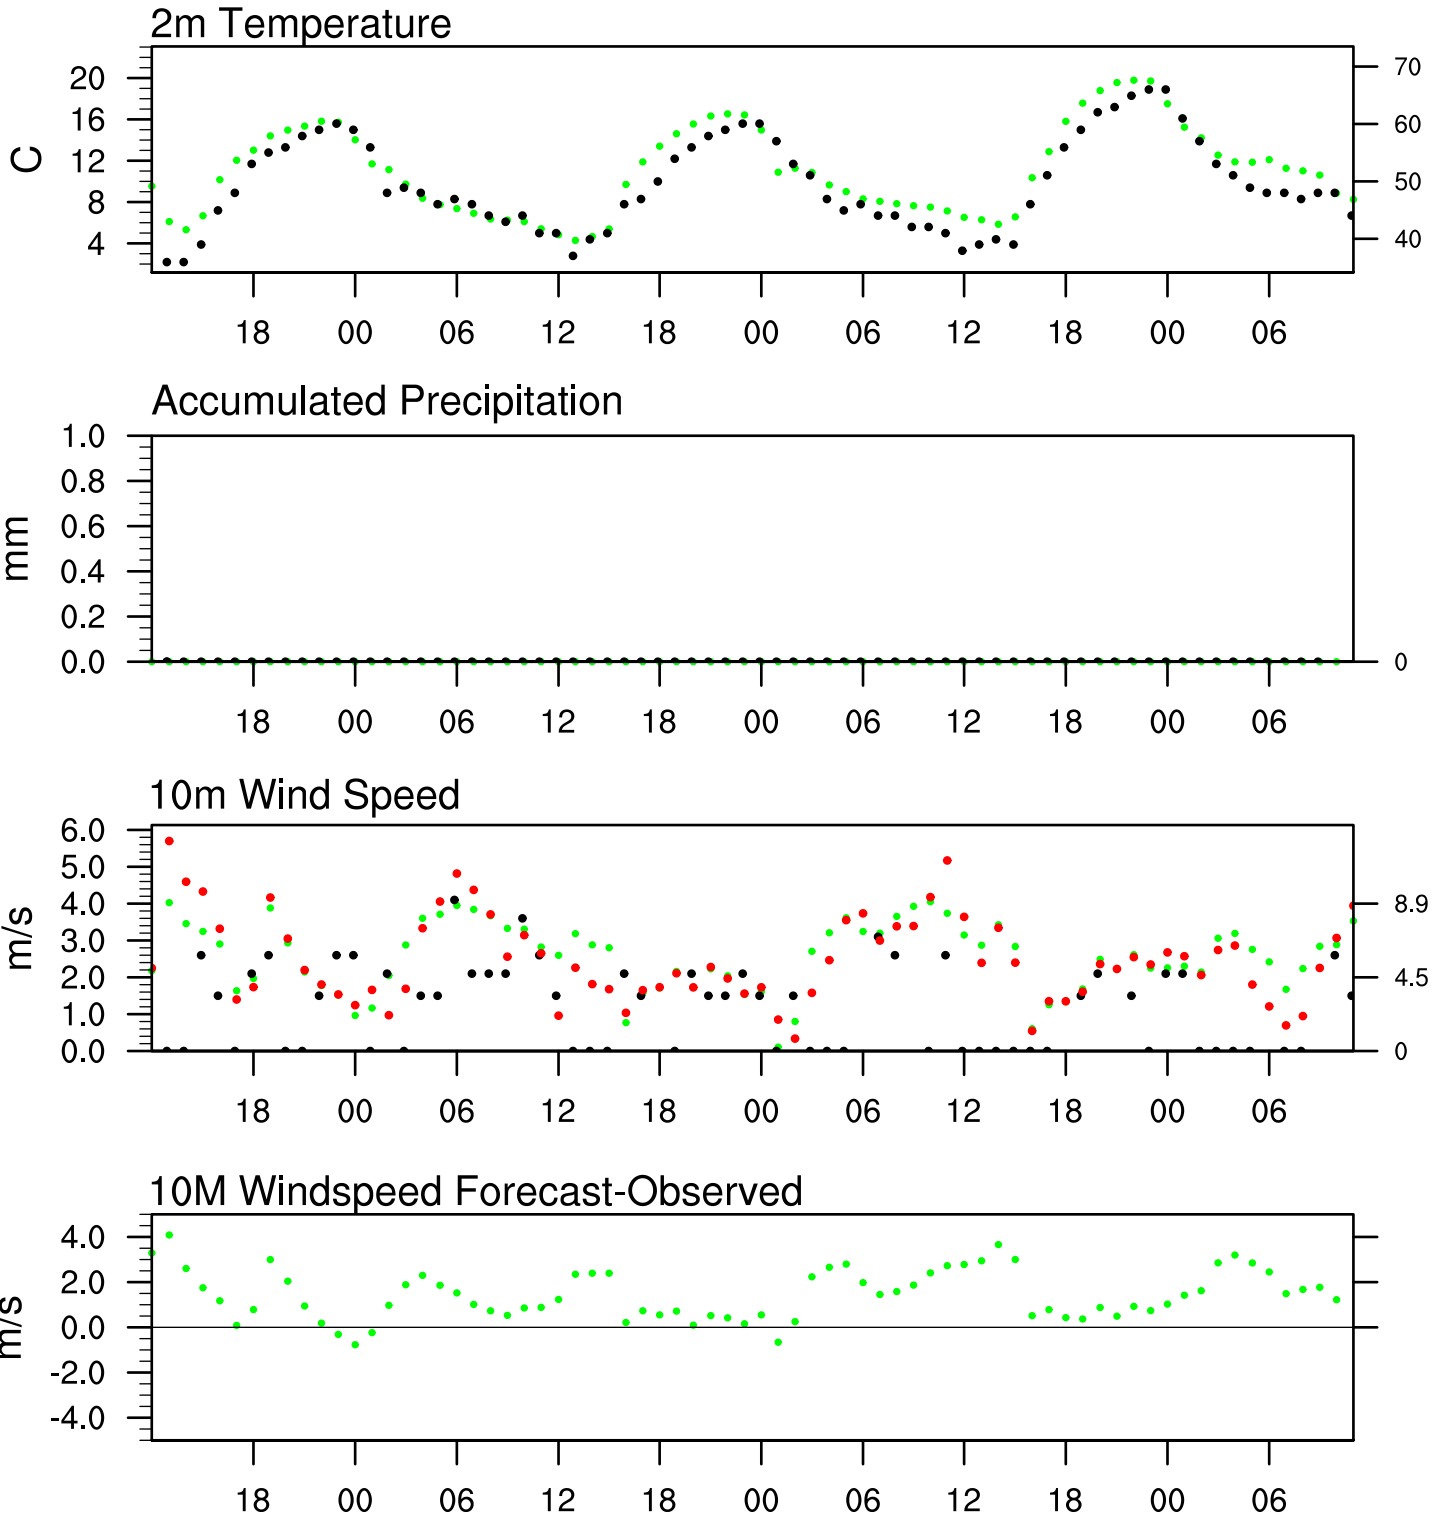 2m Temperature
20
16
12
8
4
C
70
60
50
40
18 00 06 12 18 00 06 12 18 00 06
Accumulated Precipitation
1.0
0.8
0.6
0.4
0.2
0.0
mm
0
18 00 06 12 18 00 06 12 18 00 06
10m Wind Speed
6.0
5.0
4.0
3.0
2.0
1.0
0.0
m/s
8.9
4.5
0
18 00 06 12 18 00 06 12 18 00 06
10M Windspeed Forecast-Observed
4.0
2.0
0.0
-2.0
-4.0
m/s
18 00 06 12 18 00 06 12 18 00 06